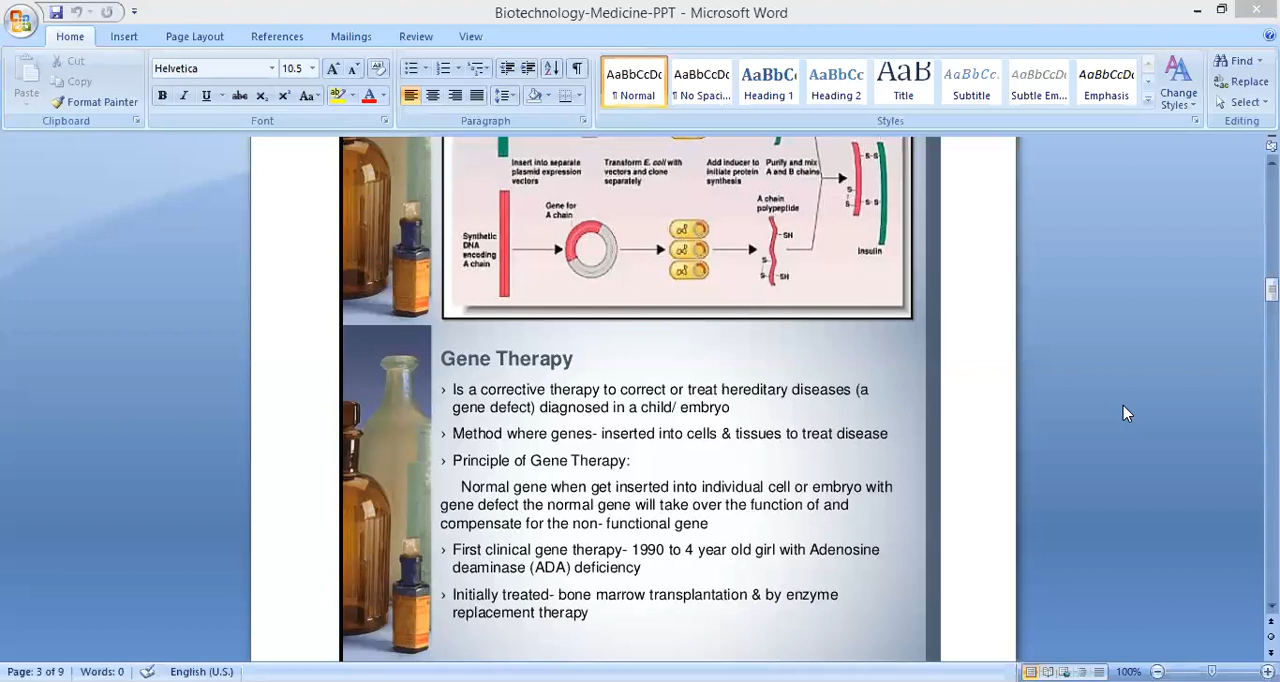 Biotechnology-Medicine-PPT - Microsoft Word
Home Insert Page Layout References Mailings Review View
Paste
Cut
Copy
Format Painter
Clipboard
Helvetica 10.5
B I U abc X₂ X² Aa
Font
Paragraph
AaBbCcDc AaBbCcDc AaBbC AaBbCc AaB AaBbCc. AaBbCcDc AaBbCcDc
¶ Normal ¶ No Spaci... Heading 1 Heading 2 Title Subtitle Subtle Em... Emphasis
Styles
Change
Styles
Find
Replace
Select
Editing
Insert into separate
plasmid expression
vectors
Transform E. coli with
vectors and clone
separately
Add inducer to
initiate protein
synthesis
Purify and mix
A and B chains
Gene for
A chain
A chain
polypeptide
Synthetic
DNA
encoding
A chain
SH
SH
Insulin
Gene Therapy
› Is a corrective therapy to correct or treat hereditary diseases (a
gene defect) diagnosed in a child/ embryo
› Method where genes- inserted into cells & tissues to treat disease
› Principle of Gene Therapy:
Normal gene when get inserted into individual cell or embryo with
gene defect the normal gene will take over the function of and
compensate for the non- functional gene
› First clinical gene therapy- 1990 to 4 year old girl with Adenosine
deaminase (ADA) deficiency
› Initially treated- bone marrow transplantation & by enzyme
replacement therapy
Page: 3 of 9 Words: 0 English (U.S.) 100%